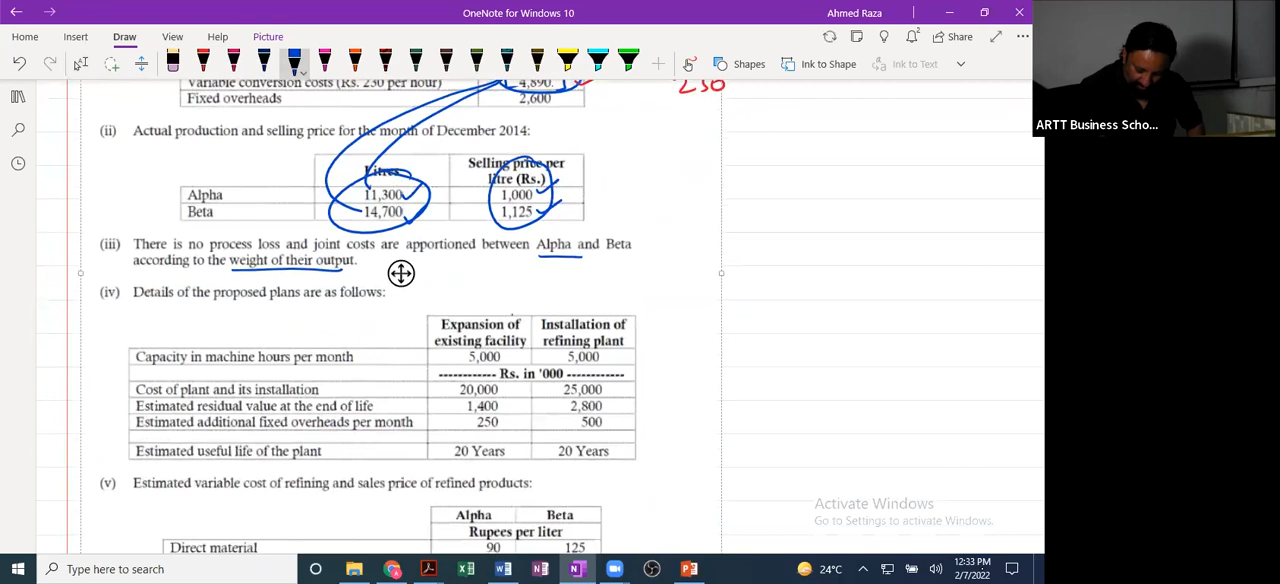 OneNote for Windows 10
Ahmed Raza
Home Insert Draw View Help Picture
Share
Shapes Ink to Shape Ink to Text
Variable conversion costs (Rs. 230 per hour) 4,890.
230
Fixed overheads 2,600
(ii) Actual production and selling price for the month of December 2014:
Litres Selling price per litre (Rs.)
Alpha 11,300 1,000
Beta 14,700 1,125
(iii) There is no process loss and joint costs are apportioned between Alpha and Beta
according to the weight of their output.
(iv) Details of the proposed plans are as follows:
Expansion of Installation of
existing facility refining plant
Capacity in machine hours per month 5,000 5,000
------------ Rs. in '000 ------------
Cost of plant and its installation 20,000 25,000
Estimated residual value at the end of life 1,400 2,800
Estimated additional fixed overheads per month 250 500
Estimated useful life of the plant 20 Years 20 Years
(v) Estimated variable cost of refining and sales price of refined products:
Alpha Beta
Rupees per liter
Direct material 90 125
ARTT Business Scho...
Activate Windows
Go to Settings to activate Windows.
Type here to search
24°C
12:33 PM
2/7/2022